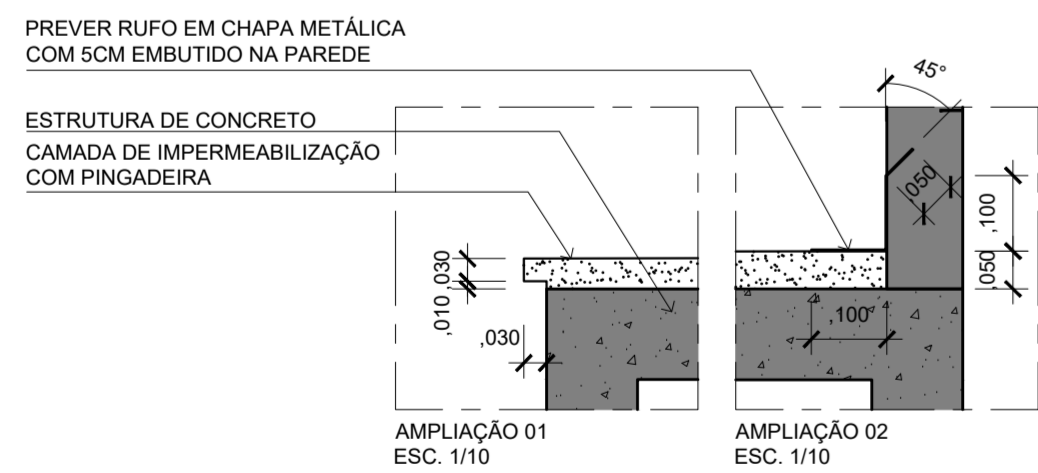 PREVER RUFO EM CHAPA METÁLICA
COM 5CM EMBUTIDO NA PAREDE
ESTRUTURA DE CONCRETO
CAMADA DE IMPERMEABILIZAÇÃO
COM PINGADEIRA
45°
,050
,100
,050
,030
,010
,030
,100
AMPLIAÇÃO 01
ESC. 1/10
AMPLIAÇÃO 02
ESC. 1/10